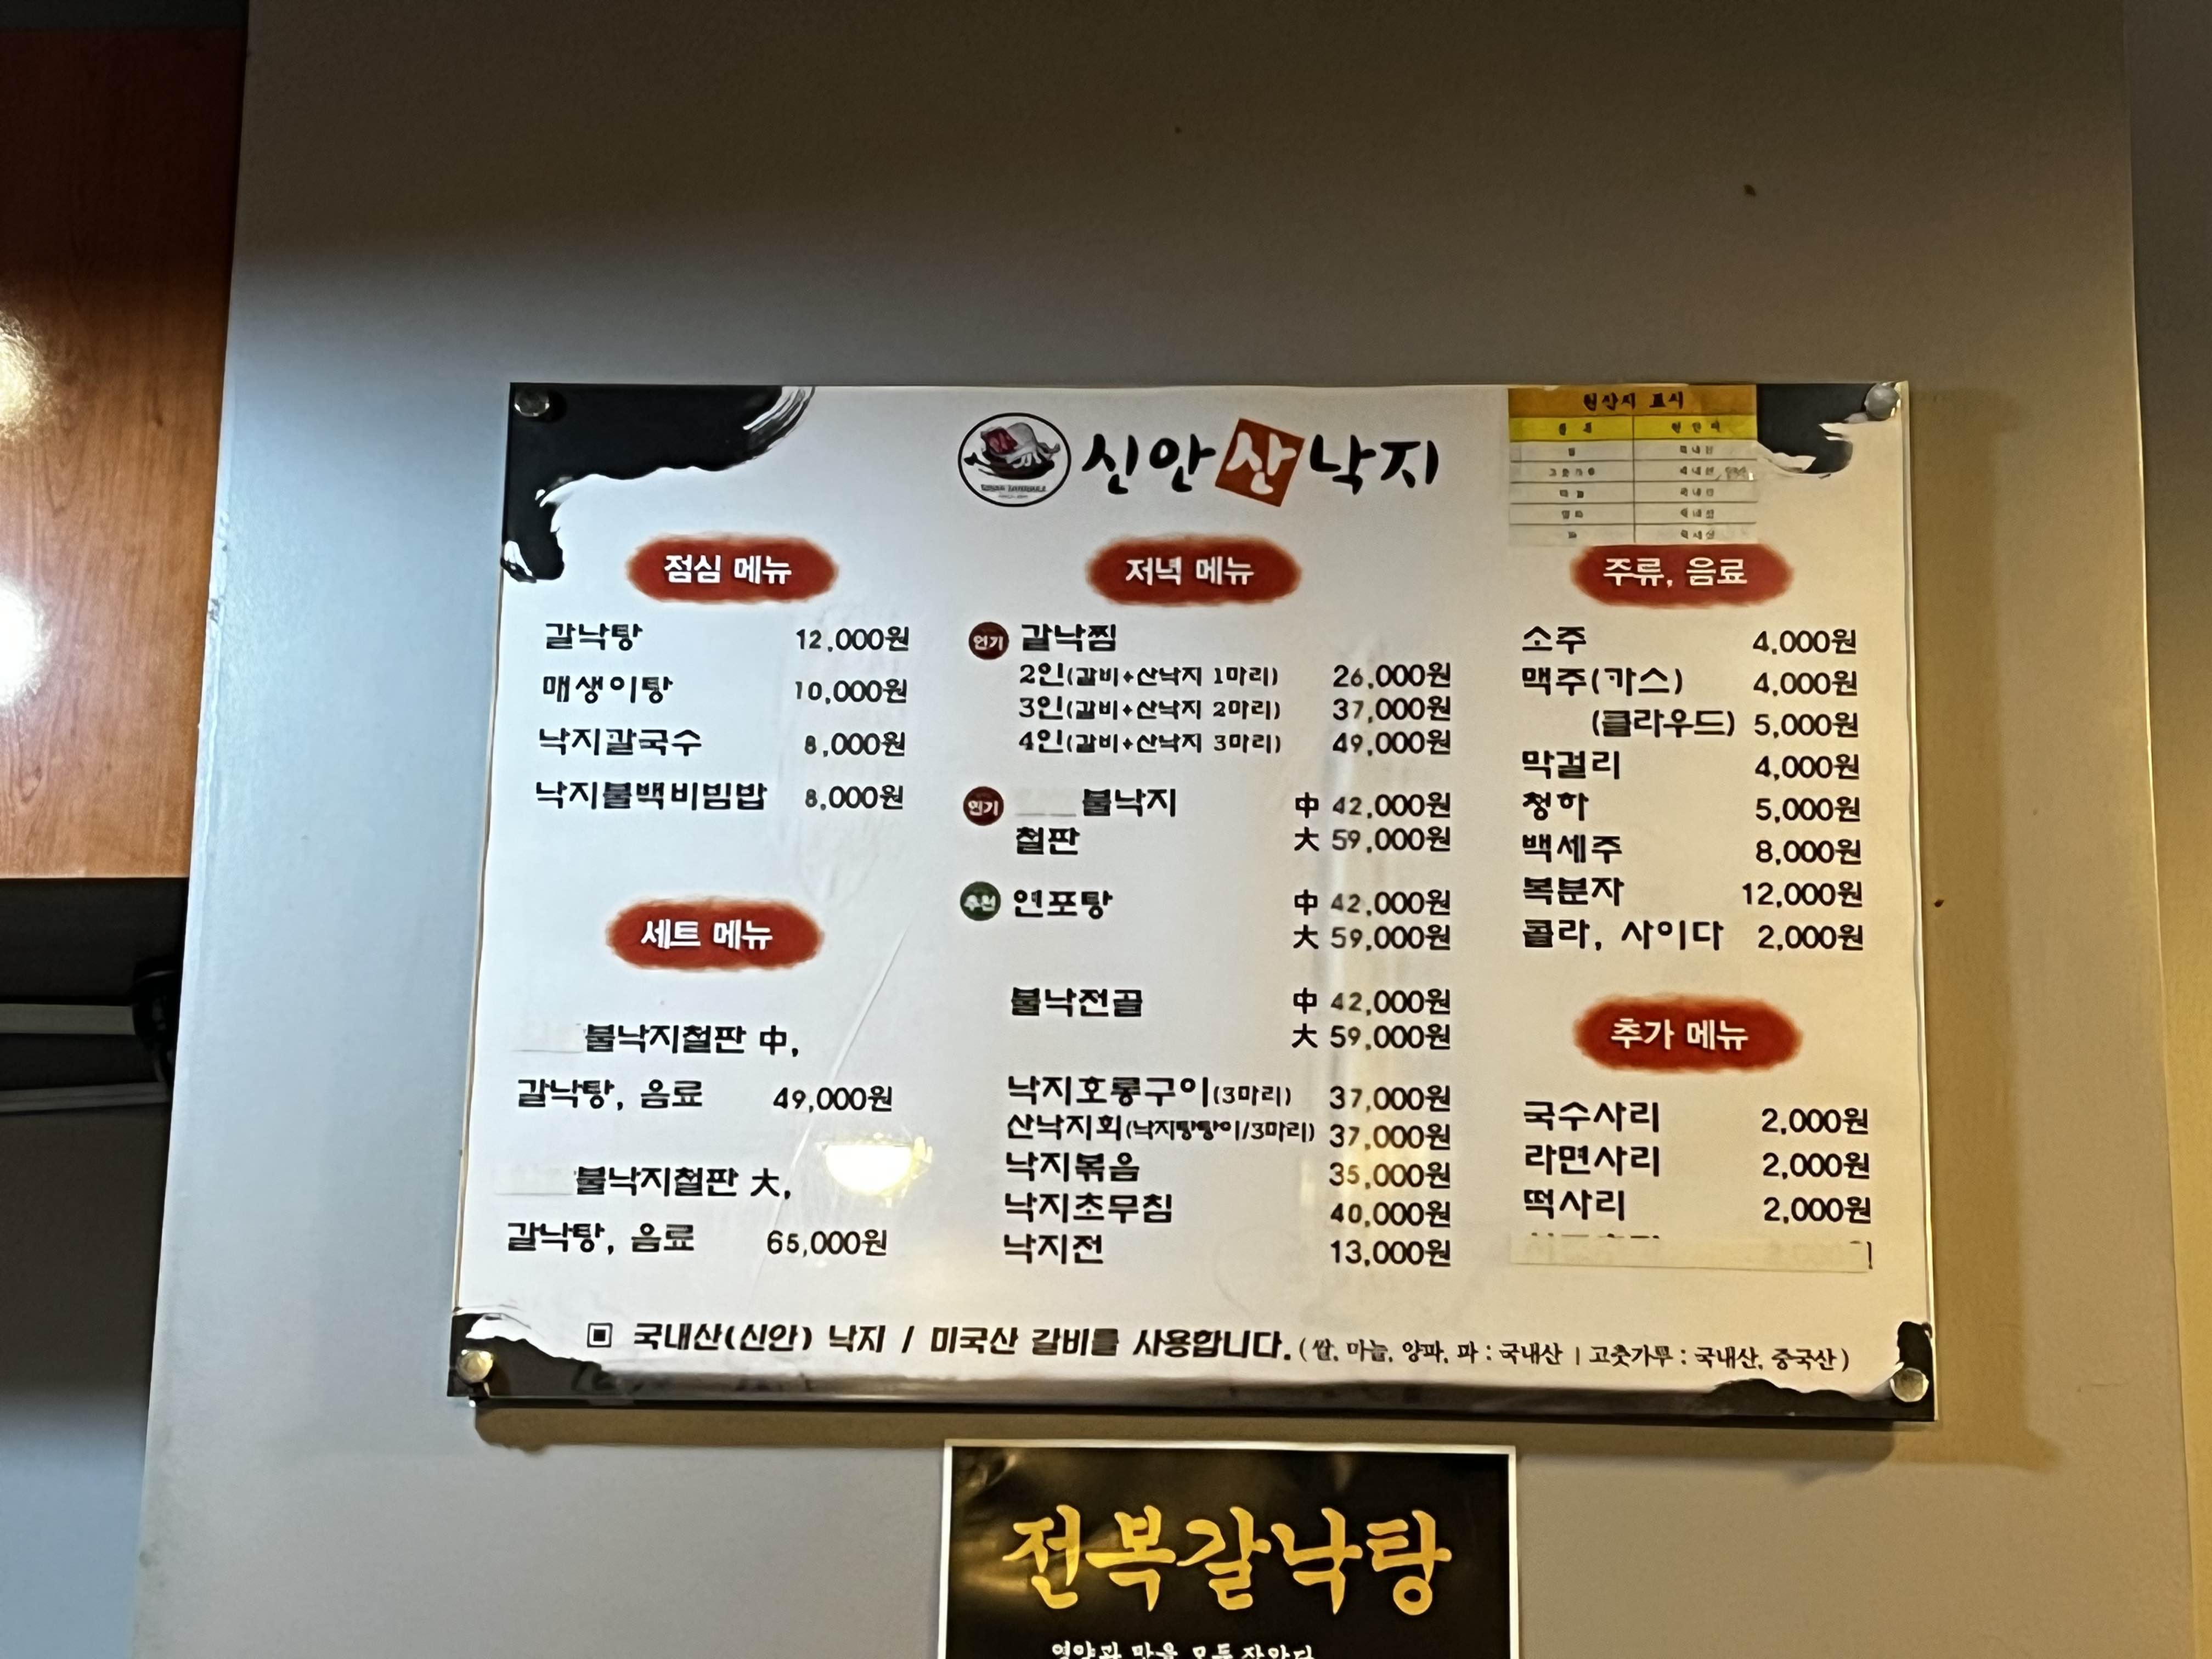 신안산낙지
원산지 표시
점심 메뉴
갈낙탕 12,000원
매생이탕 10,000원
낙지갈국수 8,000원
낙지불백비빔밥 8,000원
세트 메뉴
불낙지철판 中,
갈낙탕, 음료 49,000원
불낙지철판 大,
갈낙탕, 음료 65,000원
저녁 메뉴
인기 갈낙찜
2인(갈비+산낙지 1마리) 26,000원
3인(갈비+산낙지 2마리) 37,000원
4인(갈비+산낙지 3마리) 49,000원
인기 불낙지 中 42,000원
철판 大 59,000원
추천 연포탕 中 42,000원
大 59,000원
불낙전골 中 42,000원
大 59,000원
낙지호롱구이(3마리) 37,000원
산낙지회(낙지탕탕이/3마리) 37,000원
낙지볶음 35,000원
낙지초무침 40,000원
낙지전 13,000원
주류, 음료
소주 4,000원
맥주(카스) 4,000원
(클라우드) 5,000원
막걸리 4,000원
청하 5,000원
백세주 8,000원
복분자 12,000원
콜라, 사이다 2,000원
추가 메뉴
국수사리 2,000원
라면사리 2,000원
떡사리 2,000원
▣ 국내산(신안) 낙지 / 미국산 갈비를 사용합니다. (쌀, 마늘, 양파, 파 : 국내산 | 고춧가루 : 국내산, 중국산)
전복갈낙탕
영양과 맛을 모두 잡았다